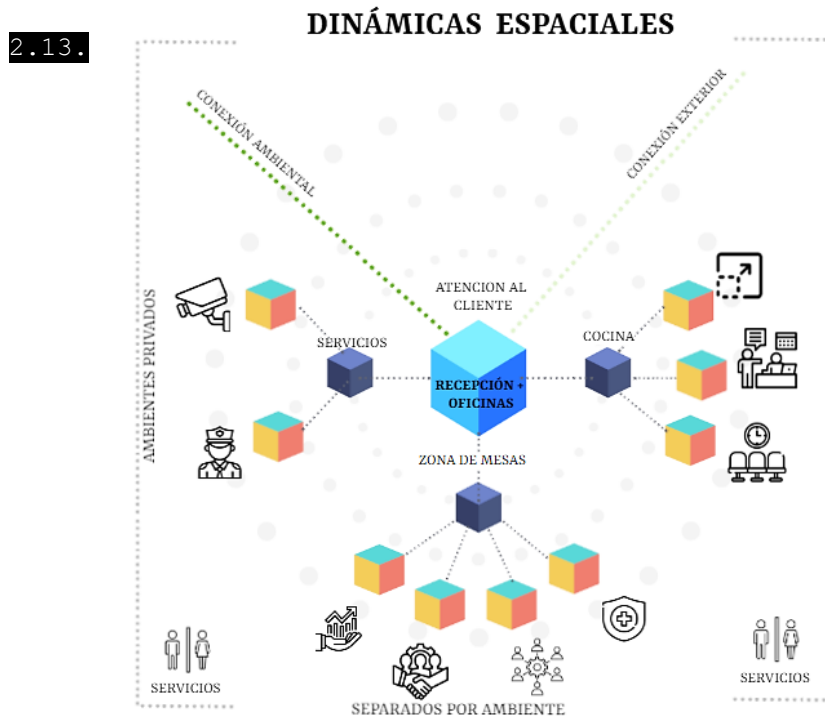 DINÁMICAS ESPACIALES
2.13.
CONEXIÓN AMBIENTAL
CONEXIÓN EXTERIOR
AMBIENTES PRIVADOS
ATENCION AL
CLIENTE
SERVICIOS
COCINA
RECEPCIÓN +
OFICINAS
ZONA DE MESAS
SERVICIOS
SERVICIOS
SEPARADOS POR AMBIENTE